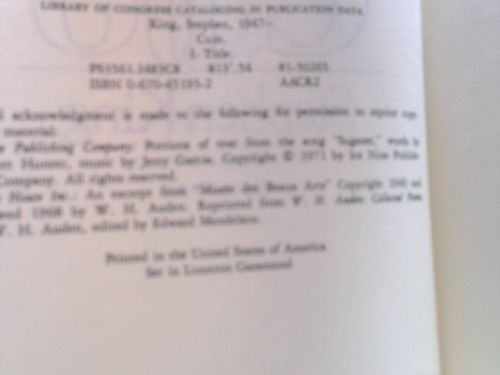 LIBRARY OF CONGRESS CATALOGING IN PUBLICATION DATA
King, Stephen, 1947–
Cujo.
I. Title.
PS3561.I483C8 813'.54 81-50265
ISBN 0-670-45193-2 AACR2
acknowledgment is made to the following for permission to reprint
material:
Publishing Company: Portions of text from the song "Sugaree," words by
Hunter, music by Jerry Garcia. Copyright © 1971 by Ice Nine
Company. All rights reserved.
House Inc.: An excerpt from "Musée des Beaux Arts" Copyright 1940 and
1968 by W. H. Auden. Reprinted from W. H. Auden: Collected
W. H. Auden, edited by Edward Mendelson.
Printed in the United States of America
Set in Linotron Garamond